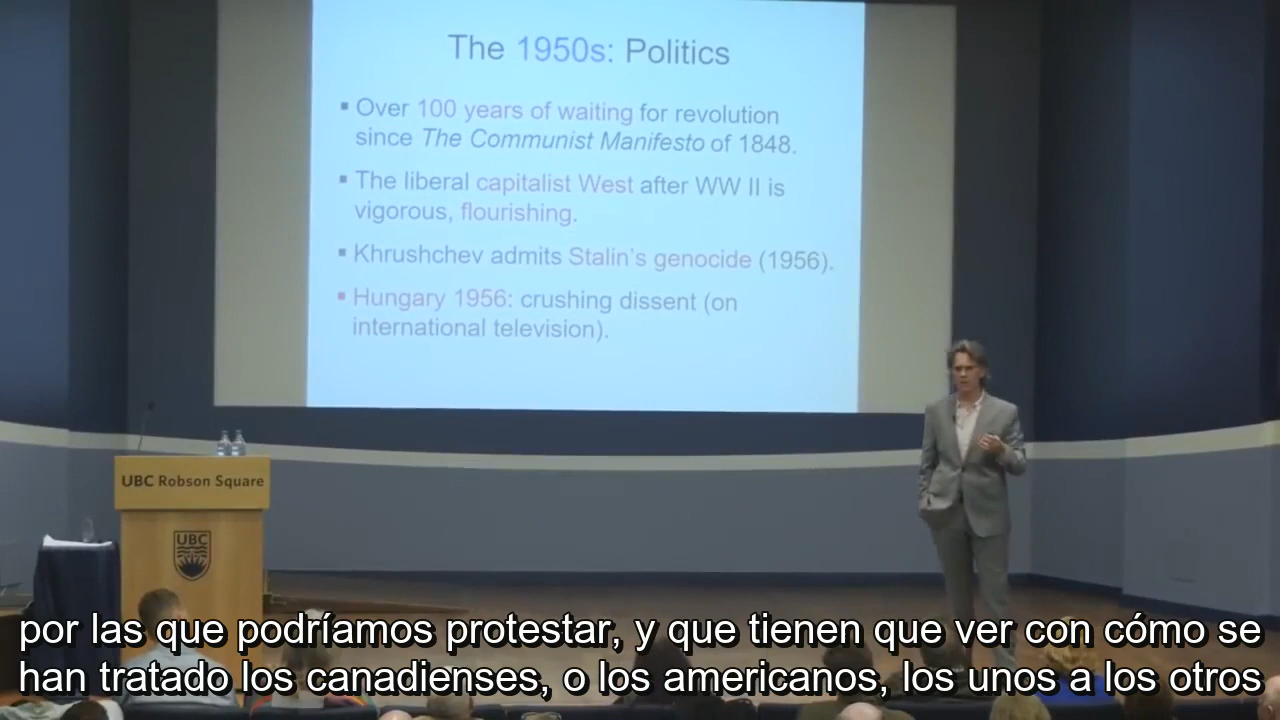 The 1950s: Politics
▪ Over 100 years of waiting for revolution
since The Communist Manifesto of 1848.
▪ The liberal capitalist West after WW II is
vigorous, flourishing.
▪ Khrushchev admits Stalin's genocide (1956).
▪ Hungary 1956: crushing dissent (on
international television).
UBC Robson Square
UBC
por las que podríamos protestar, y que tienen que ver con cómo se
han tratado los canadienses, o los americanos, los unos a los otros